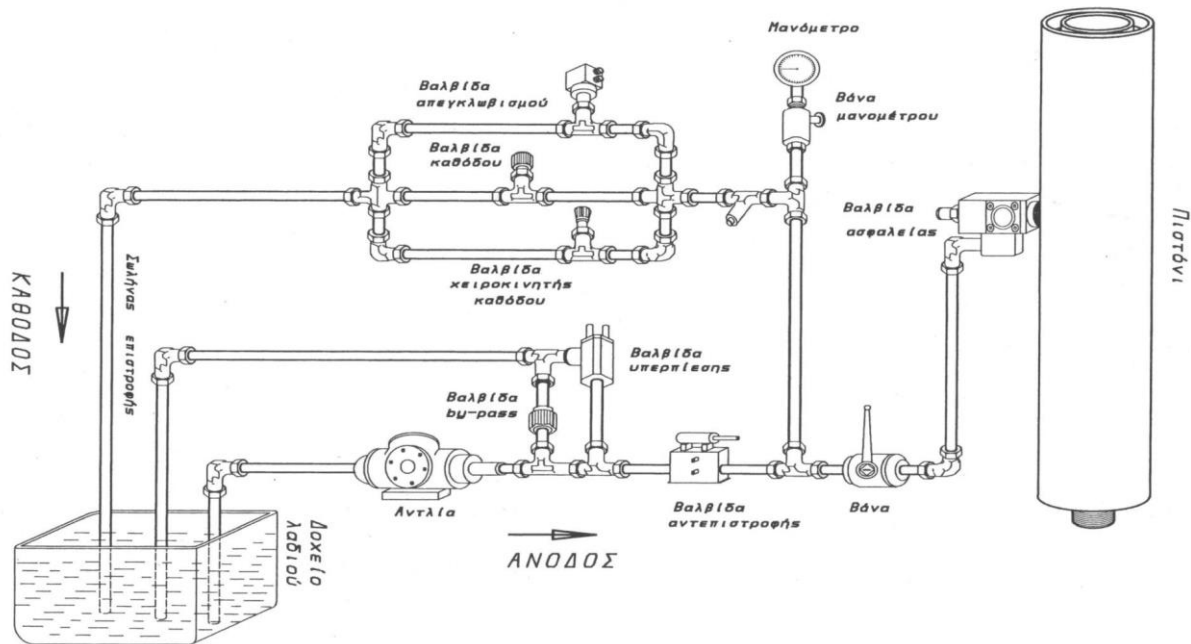 Μανόμετρο
Βαλβίδα
απεγκλωβισμού
Βάνα
μανομέτρου
Βαλβίδα
καθόδου
Βαλβίδα
ασφαλείας
Πιστόνι
Βαλβίδα
χειροκινητής
καθόδου
ΚΑΘΟΔΟΣ
Σωλήνας επιστροφής
Βαλβίδα
υπερπίεσης
Βαλβίδα
by-pass
Αντλία
Βαλβίδα
αντεπιστροφής
Βάνα
Δοχείο
λαδιού
ΑΝΟΔΟΣ